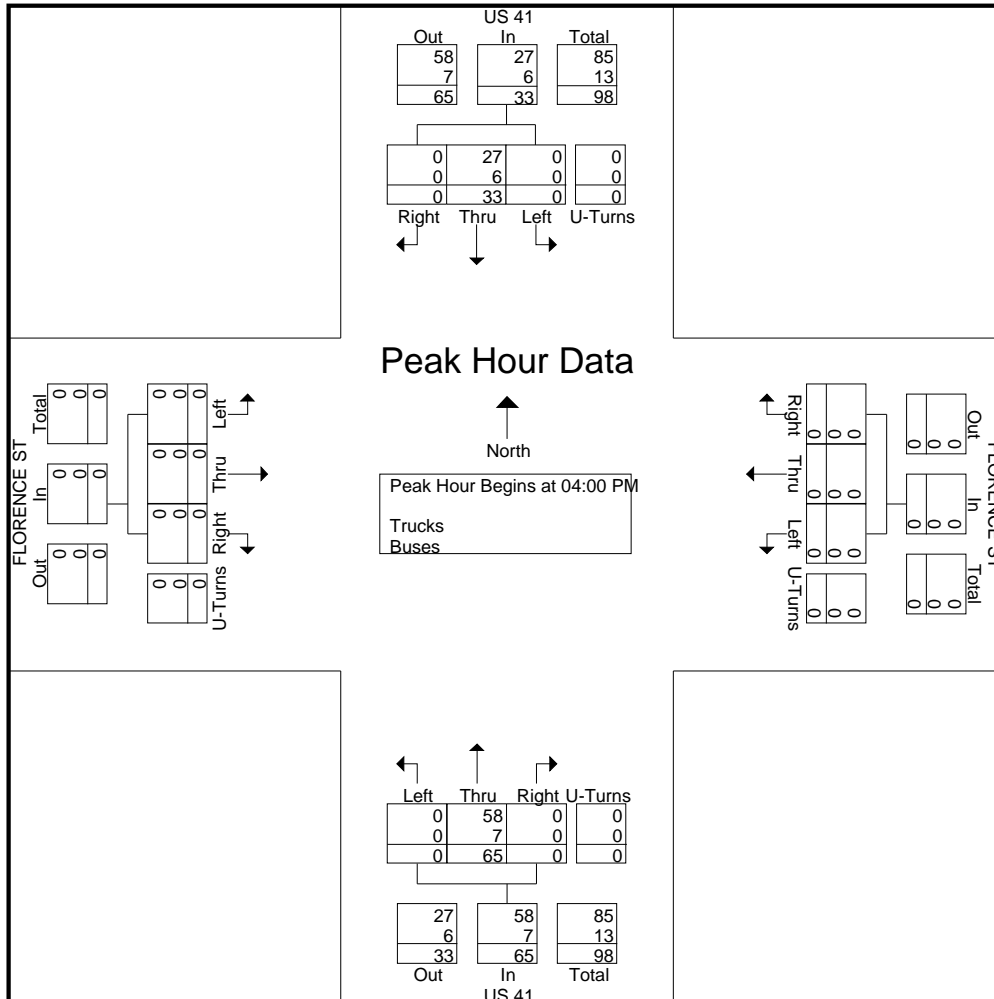 US 41
Out In Total
58 27 85
7 6 13
65 33 98
0 27 0 0
0 6 0 0
0 33 0 0
Right Thru Left U-Turns
Peak Hour Data
North
Peak Hour Begins at 04:00 PM
Trucks
Buses
FLORENCE ST
Total In Out
0 0 0
0 0 0
0 0 0
Left Thru Right U-Turns
0 0 0 0
0 0 0 0
0 0 0 0
FLORENCE ST
Out In Total
0 0 0
0 0 0
0 0 0
Right Thru Left U-Turns
0 0 0 0
0 0 0 0
0 0 0 0
Left Thru Right U-Turns
0 58 0 0
0 7 0 0
0 65 0 0
27 58 85
6 7 13
33 65 98
Out In Total
US 41